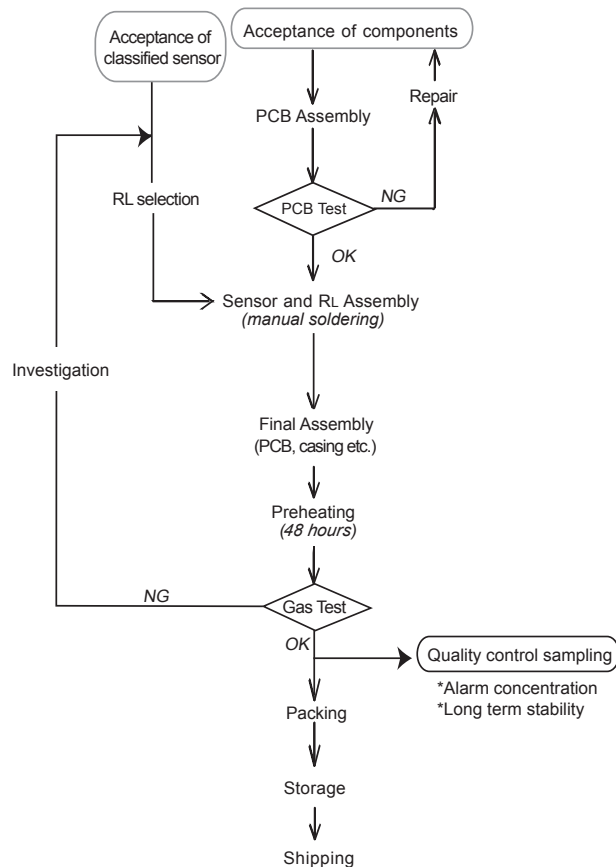 Acceptance of
classified sensor
Acceptance of components
Repair
PCB Assembly
RL selection
PCB Test
NG
OK
Sensor and RL Assembly
(manual soldering)
Investigation
Final Assembly
(PCB, casing etc.)
Preheating
(48 hours)
NG
Gas Test
OK
Quality control sampling
*Alarm concentration
*Long term stability
Packing
Storage
Shipping